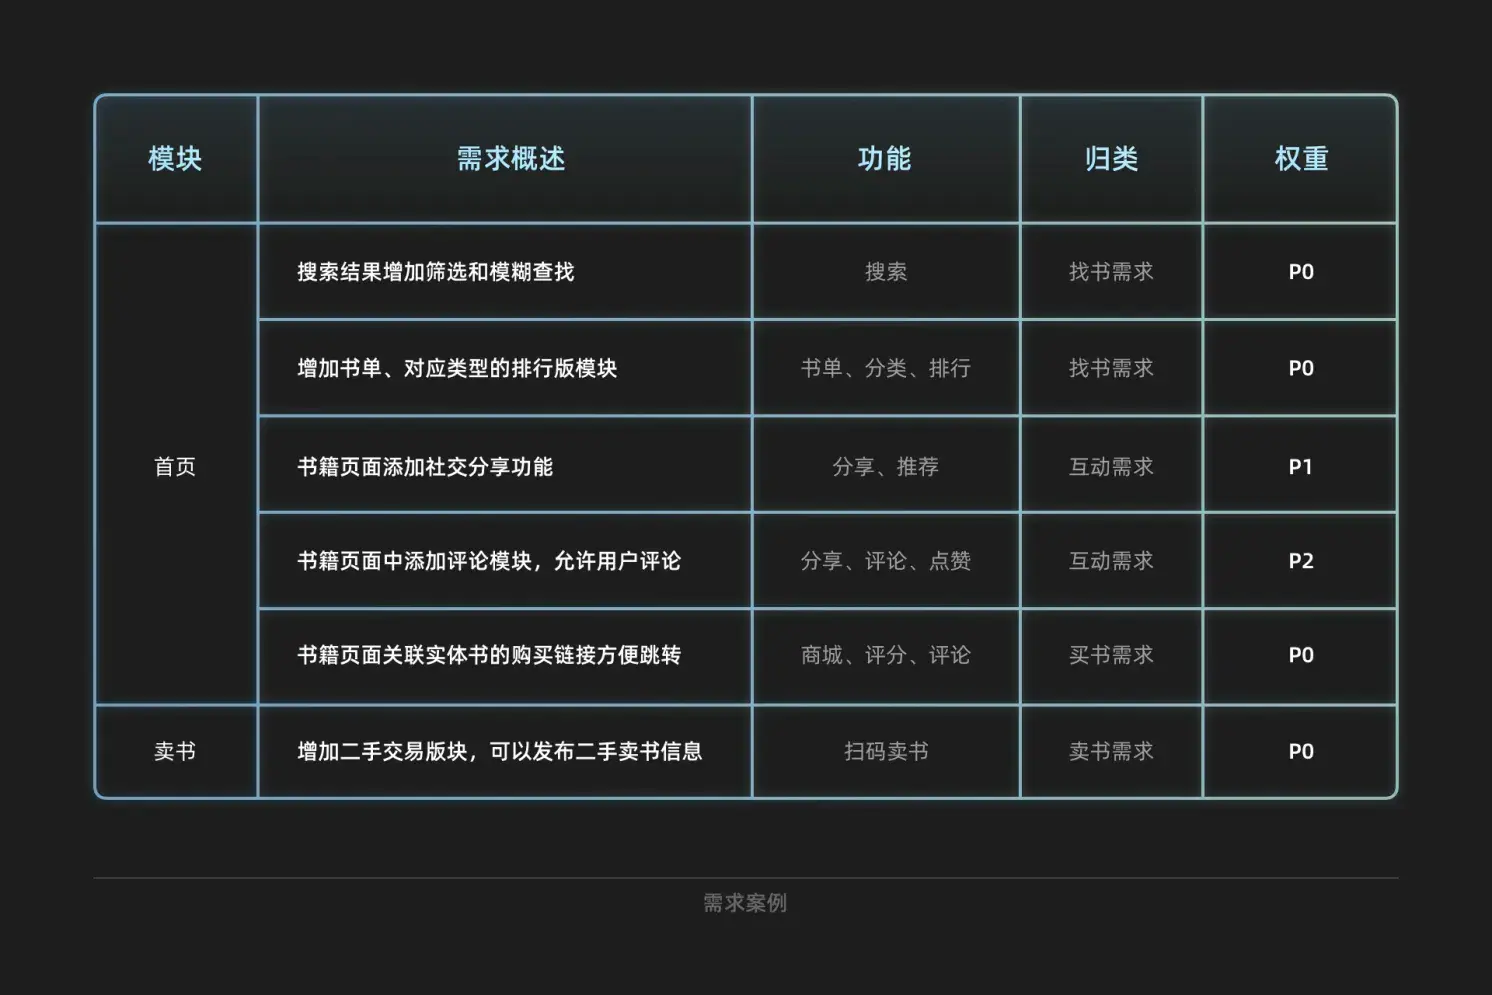 模块 需求概述 功能 归类 权重
搜索结果增加筛选和模糊查找 搜索 找书需求 P0
增加书单、对应类型的排行版模块 书单、分类、排行 找书需求 P0
首页 书籍页面添加社交分享功能 分享、推荐 互动需求 P1
书籍页面中添加评论模块，允许用户评论 分享、评论、点赞 互动需求 P2
书籍页面关联实体书的购买链接方便跳转 商城、评分、评论 买书需求 P0
卖书 增加二手交易版块，可以发布二手卖书信息 扫码卖书 卖书需求 P0
需求案例